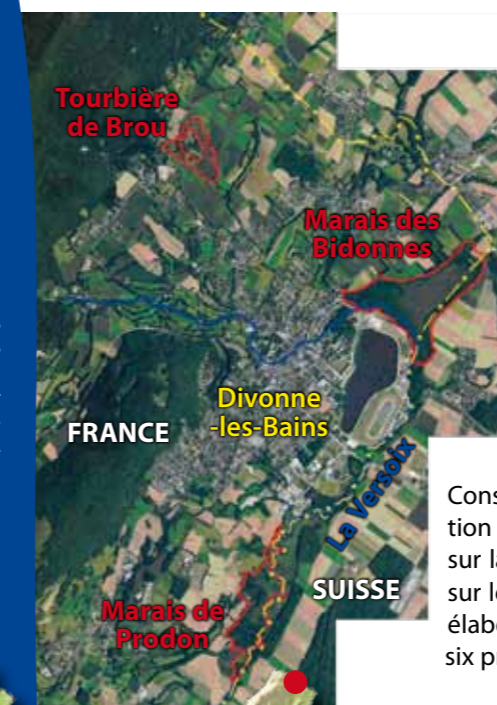 Tourbière
de Brou
Marais des
Bidonnes
Divonne
-les-Bains
FRANCE
La Versoix
SUISSE
Marais de
Prodon
Cons
tion
sur la
sur le
élabo
six p